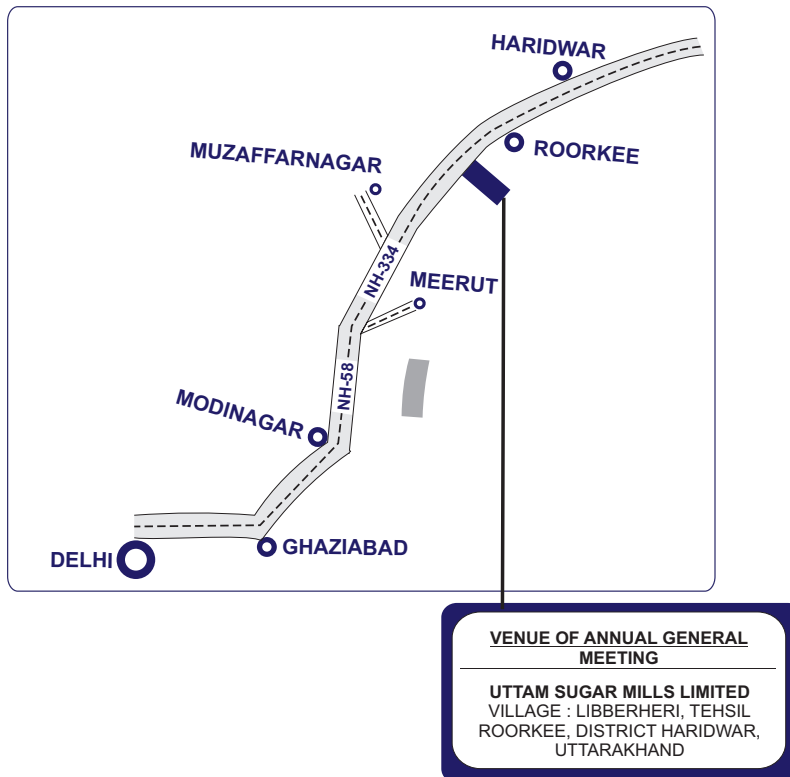 HARIDWAR
ROORKEE
MUZAFFARNAGAR
NH-334
MEERUT
NH-58
MODINAGAR
GHAZIABAD
DELHI
VENUE OF ANNUAL GENERAL
MEETING
UTTAM SUGAR MILLS LIMITED
VILLAGE : LIBBERHERI, TEHSIL
ROORKEE, DISTRICT HARIDWAR,
UTTARAKHAND